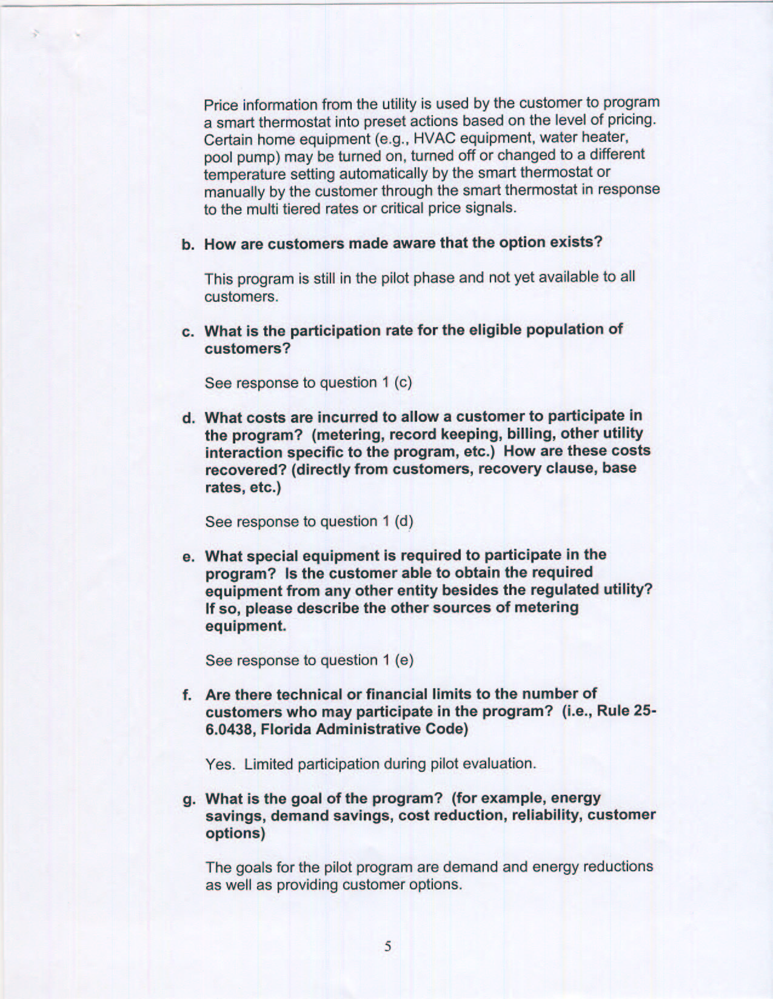 Price information from the utility is used by the customer to program
a smart thermostat into preset actions based on the level of pricing.
Certain home equipment (e.g., HVAC equipment, water heater,
pool pump) may be turned on, turned off or changed to a different
temperature setting automatically by the smart thermostat or
manually by the customer through the smart thermostat in response
to the multi tiered rates or critical price signals.
b. How are customers made aware that the option exists?
This program is still in the pilot phase and not yet available to all
customers.
c. What is the participation rate for the eligible population of
customers?
See response to question 1 (c)
d. What costs are incurred to allow a customer to participate in
the program? (metering, record keeping, billing, other utility
interaction specific to the program, etc.) How are these costs
recovered? (directly from customers, recovery clause, base
rates, etc.)
See response to question 1 (d)
e. What special equipment is required to participate in the
program? Is the customer able to obtain the required
equipment from any other entity besides the regulated utility?
If so, please describe the other sources of metering
equipment.
See response to question 1 (e)
f. Are there technical or financial limits to the number of
customers who may participate in the program? (i.e., Rule 25-
6.0438, Florida Administrative Code)
Yes. Limited participation during pilot evaluation.
g. What is the goal of the program? (for example, energy
savings, demand savings, cost reduction, reliability, customer
options)
The goals for the pilot program are demand and energy reductions
as well as providing customer options.
5